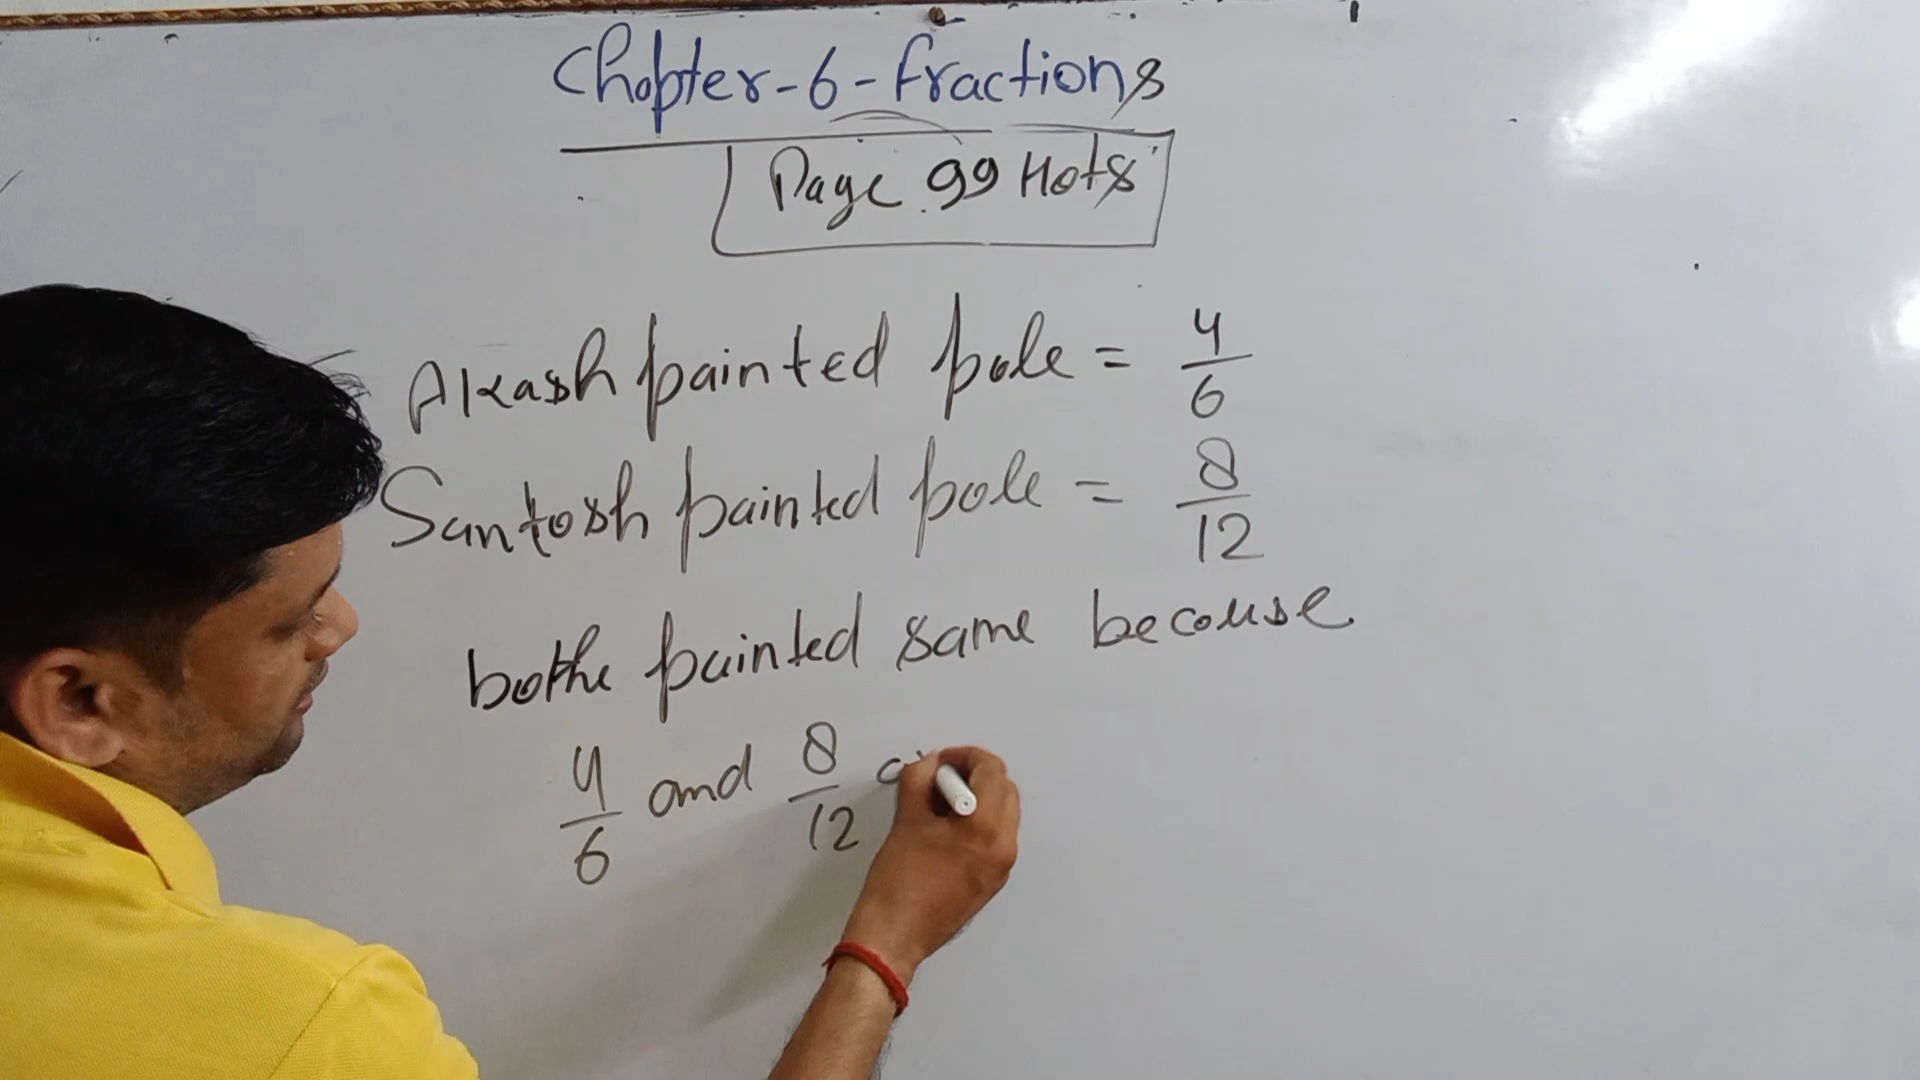 Chapter-6-fractions
Page 99 Hots
Akash painted pole = 4/6
Santosh painted pole = 8/12
bothe painted same becouse
4/6 and 8/12